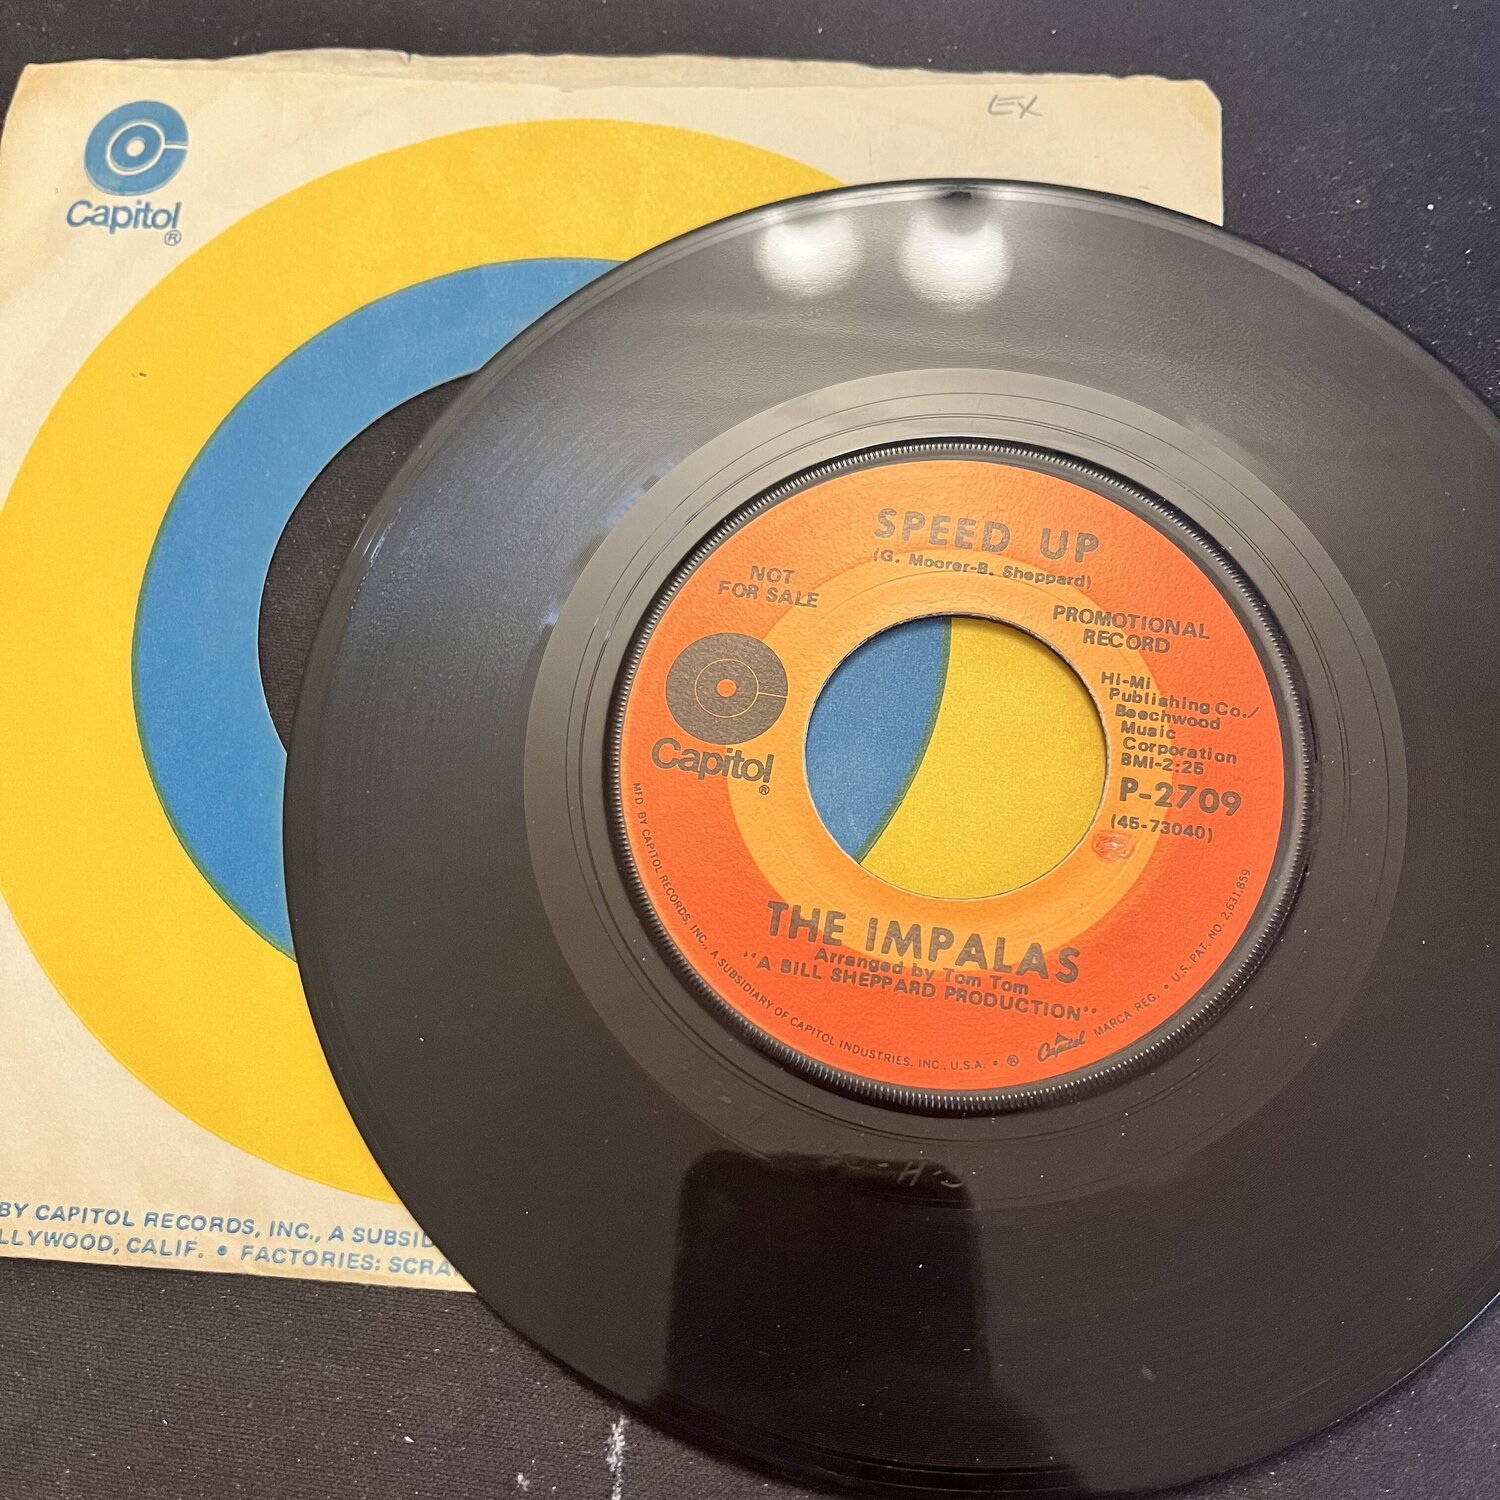 Capitol
®
EX
SPEED UP
(G. Moorer-B. Sheppard)
NOT
FOR SALE
PROMOTIONAL
RECORD
Hi-Mi
Publishing Co./
Beechwood
Music
Corporation
BMI-2:25
P-2709
(45-73040)
Capitol
®
THE IMPALAS
Arranged by Tom Tom
"A BILL SHEPPARD PRODUCTION"
MFD. BY CAPITOL RECORDS, INC., A SUBSIDIARY OF CAPITOL INDUSTRIES, INC., U.S.A. • ® Capitol MARCA REG. • U.S. PAT. NO. 2,631,859
BY CAPITOL RECORDS, INC., A SUBSID
LLYWOOD, CALIF. • FACTORIES: SCRA